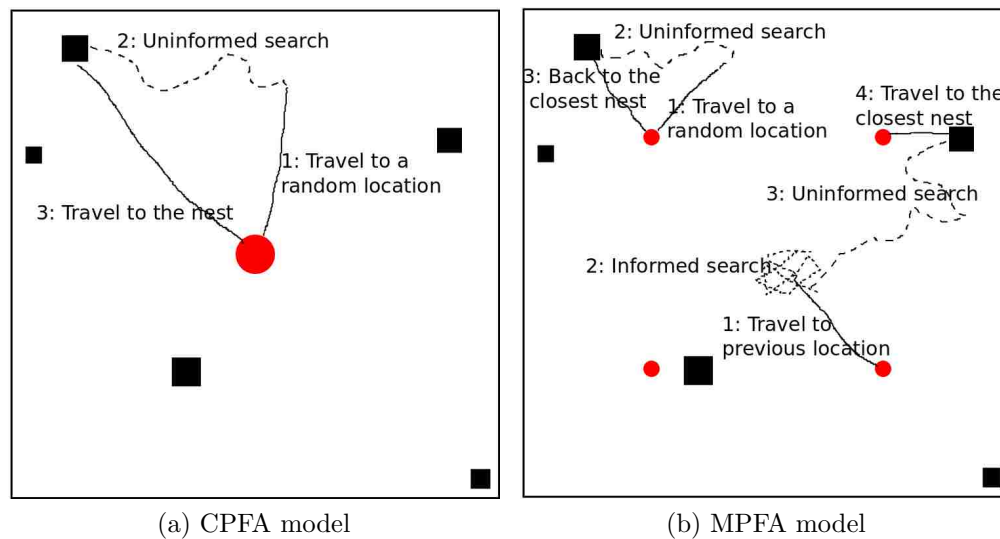 2: Uninformed search
1: Travel to a
random location
3: Travel to the nest
(a) CPFA model
2: Uninformed search
3: Back to the
closest nest
1: Travel to a
random location
4: Travel to the
closest nest
3: Uninformed search
2: Informed search
1: Travel to
previous location
(b) MPFA model